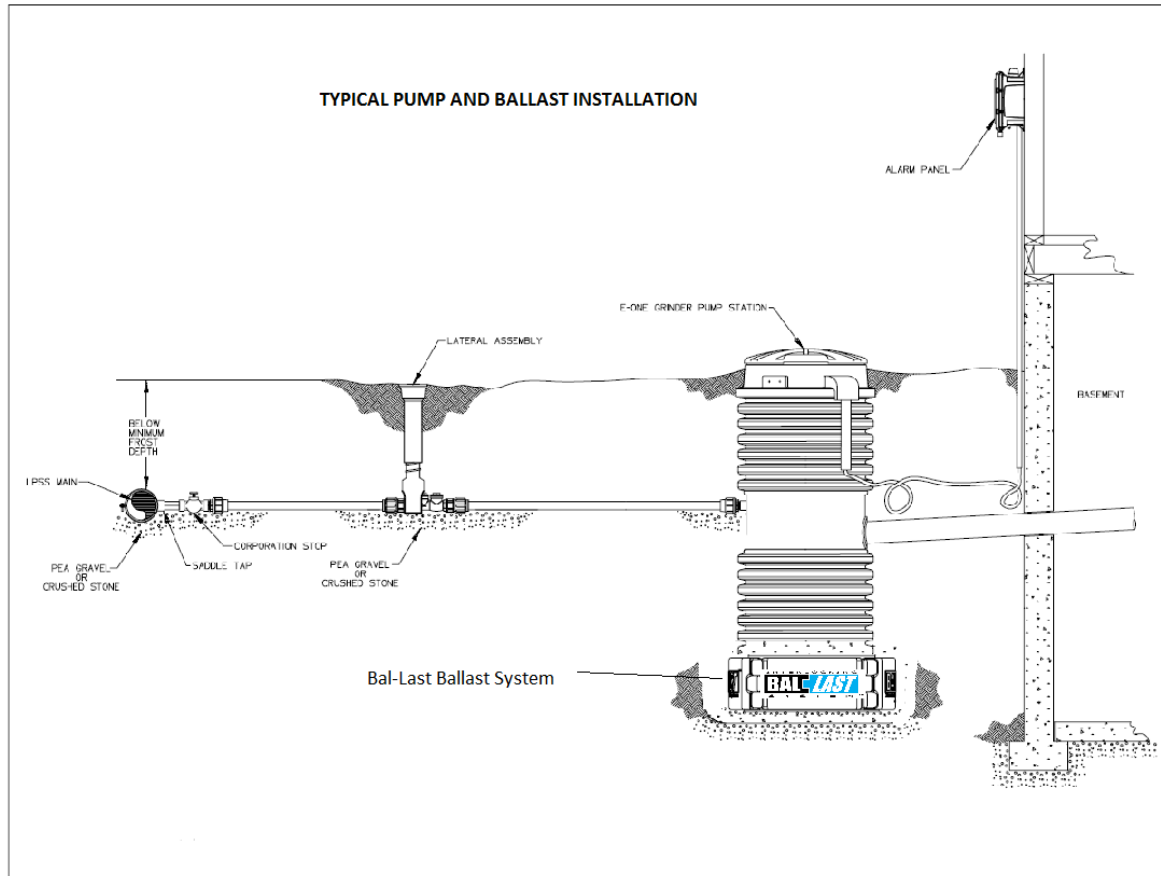 TYPICAL PUMP AND BALLAST INSTALLATION
ALARM PANEL
E-ONE GRINDER PUMP STATION
LATERAL ASSEMBLY
BASEMENT
BELOW
MINIMUM
FROST
DEPTH
LPSS MAIN
CORPORATION STOP
SADDLE TAP
PEA GRAVEL
OR
CRUSHED STONE
PEA GRAVEL
OR
CRUSHED STONE
Bal-Last Ballast System
BAL LAST